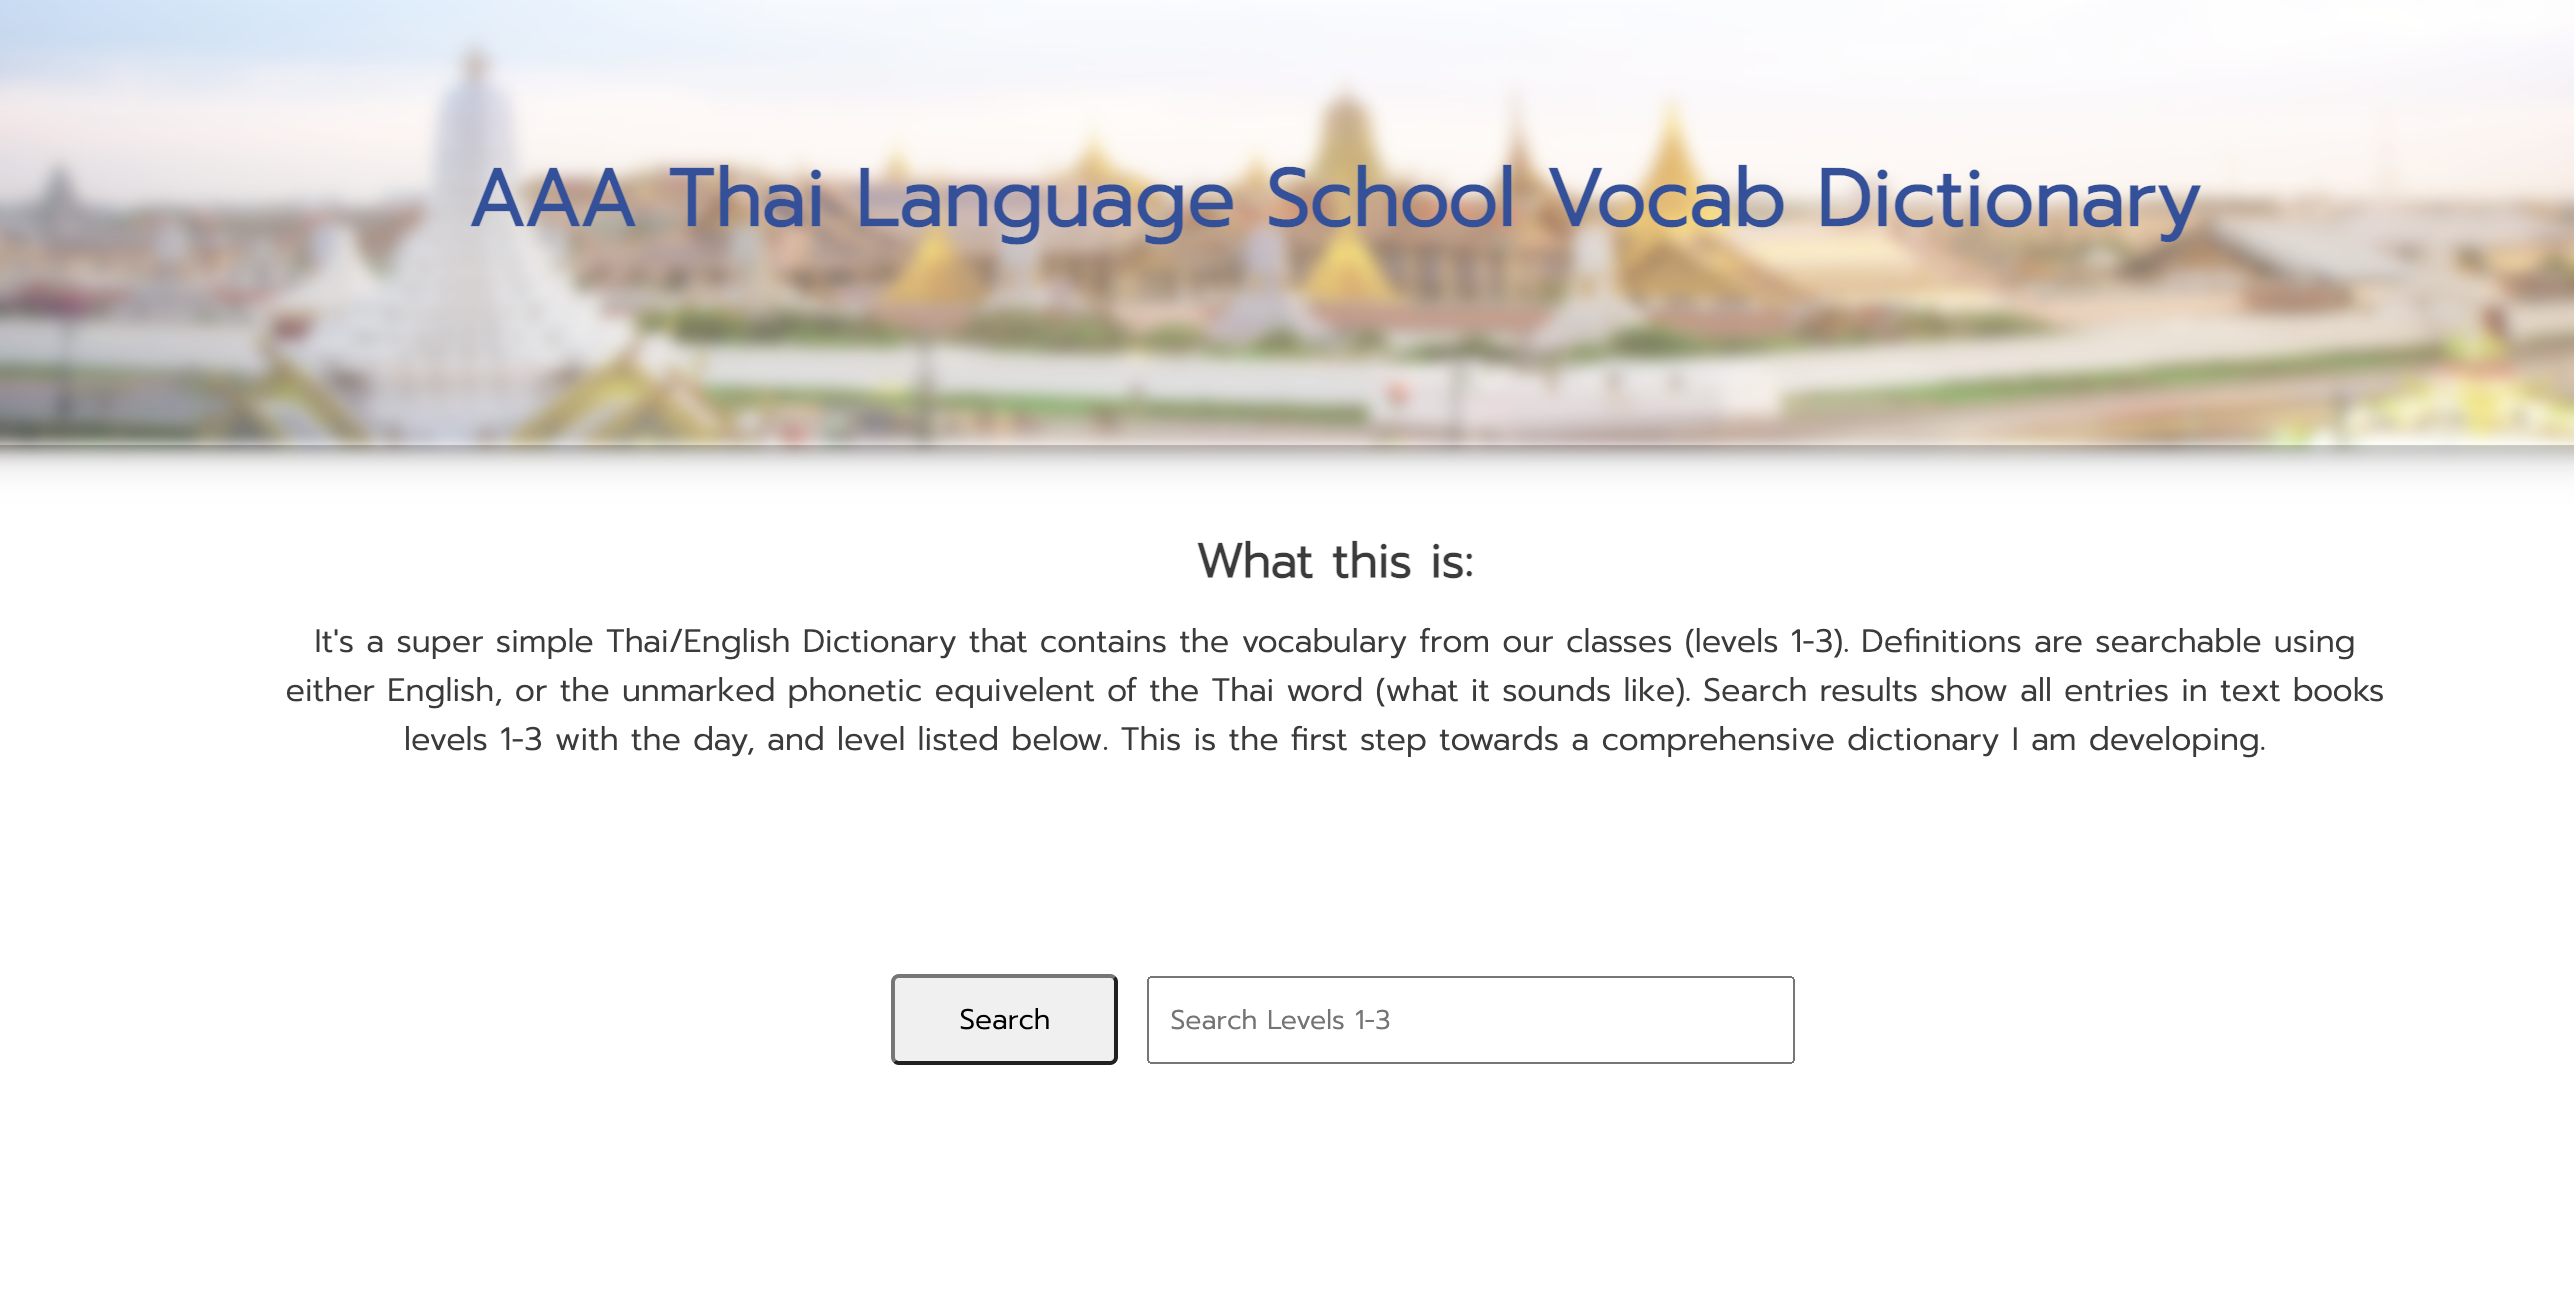 AAA Thai Language School Vocab Dictionary
What this is:
It's a super simple Thai/English Dictionary that contains the vocabulary from our classes (levels 1-3). Definitions are searchable using
either English, or the unmarked phonetic equivelent of the Thai word (what it sounds like). Search results show all entries in text books
levels 1-3 with the day, and level listed below. This is the first step towards a comprehensive dictionary I am developing.
Search
Search Levels 1-3